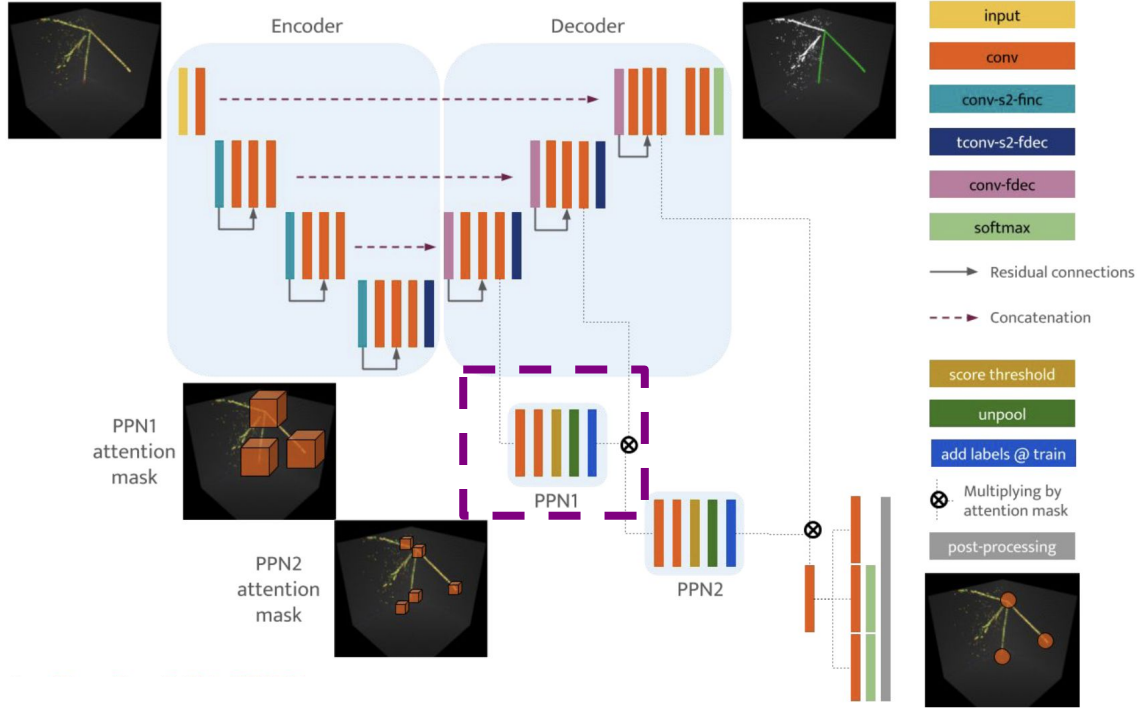 Encoder
Decoder
input
conv
conv-s2-finc
tconv-s2-fdec
conv-fdec
softmax
Residual connections
Concatenation
score threshold
unpool
add labels @ train
Multiplying by
attention mask
post-processing
PPN1
attention
mask
PPN1
PPN2
attention
mask
PPN2